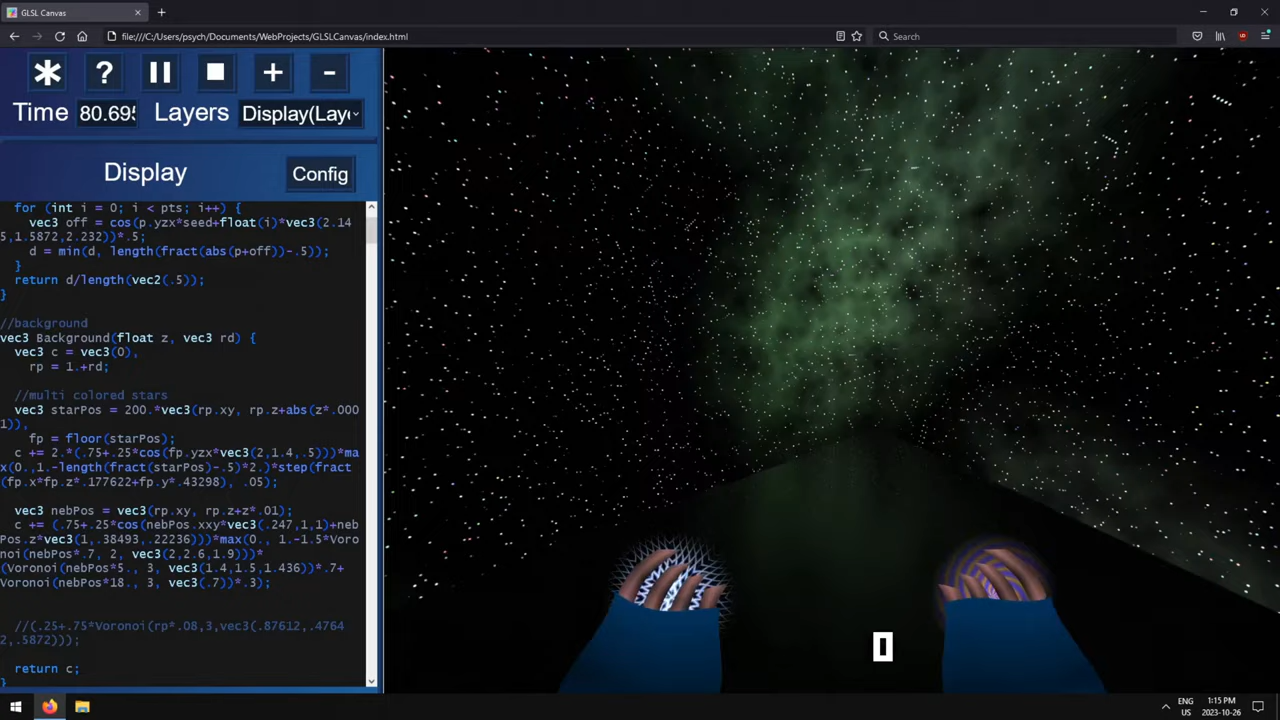 GLSL Canvas
file:///C:/Users/psych/Documents/WebProjects/GLSLCanvas/index.html
Search
* ? + -
Time 80.695 Layers Display(Laye
Display Config
for (int i = 0; i < pts; i++) {
vec3 off = cos(p.yzx*seed+float(i)*vec3(2.14
5,1.5872,2.232))*.5;
d = min(d, length(fract(abs(p+off))-.5));
}
return d/length(vec2(.5));
}
//background
vec3 Background(float z, vec3 rd) {
vec3 c = vec3(0),
rp = 1.+rd;
//multi colored stars
vec3 starPos = 200.*vec3(rp.xy, rp.z+abs(z*.000
1)),
fp = floor(starPos);
c += 2.*(.75+.25*cos(fp.yzx*vec3(2,1.4,.5)))*ma
x(0.,1.-length(fract(starPos)-.5)*2.)*step(fract
(fp.x*fp.z*.177622+fp.y*.43298), .05);
vec3 nebPos = vec3(rp.xy, rp.z+z*.01);
c += (.75+.25*cos(nebPos.xxy*vec3(.247,1,1)+neb
Pos.z*vec3(1,.38493,.22236)))*max(0., 1.-1.5*Voro
noi(nebPos*.7, 2, vec3(2,2.6,1.9)))*
(Voronoi(nebPos*5., 3, vec3(1.4,1.5,1.436))*.7+
Voronoi(nebPos*18., 3, vec3(.7))*.3);
//(.25+.75*Voronoi(rp*.08,3,vec3(.87612,.4764
2,.5872)));
return c;
}
0
ENG
US
1:15 PM
2023-10-26